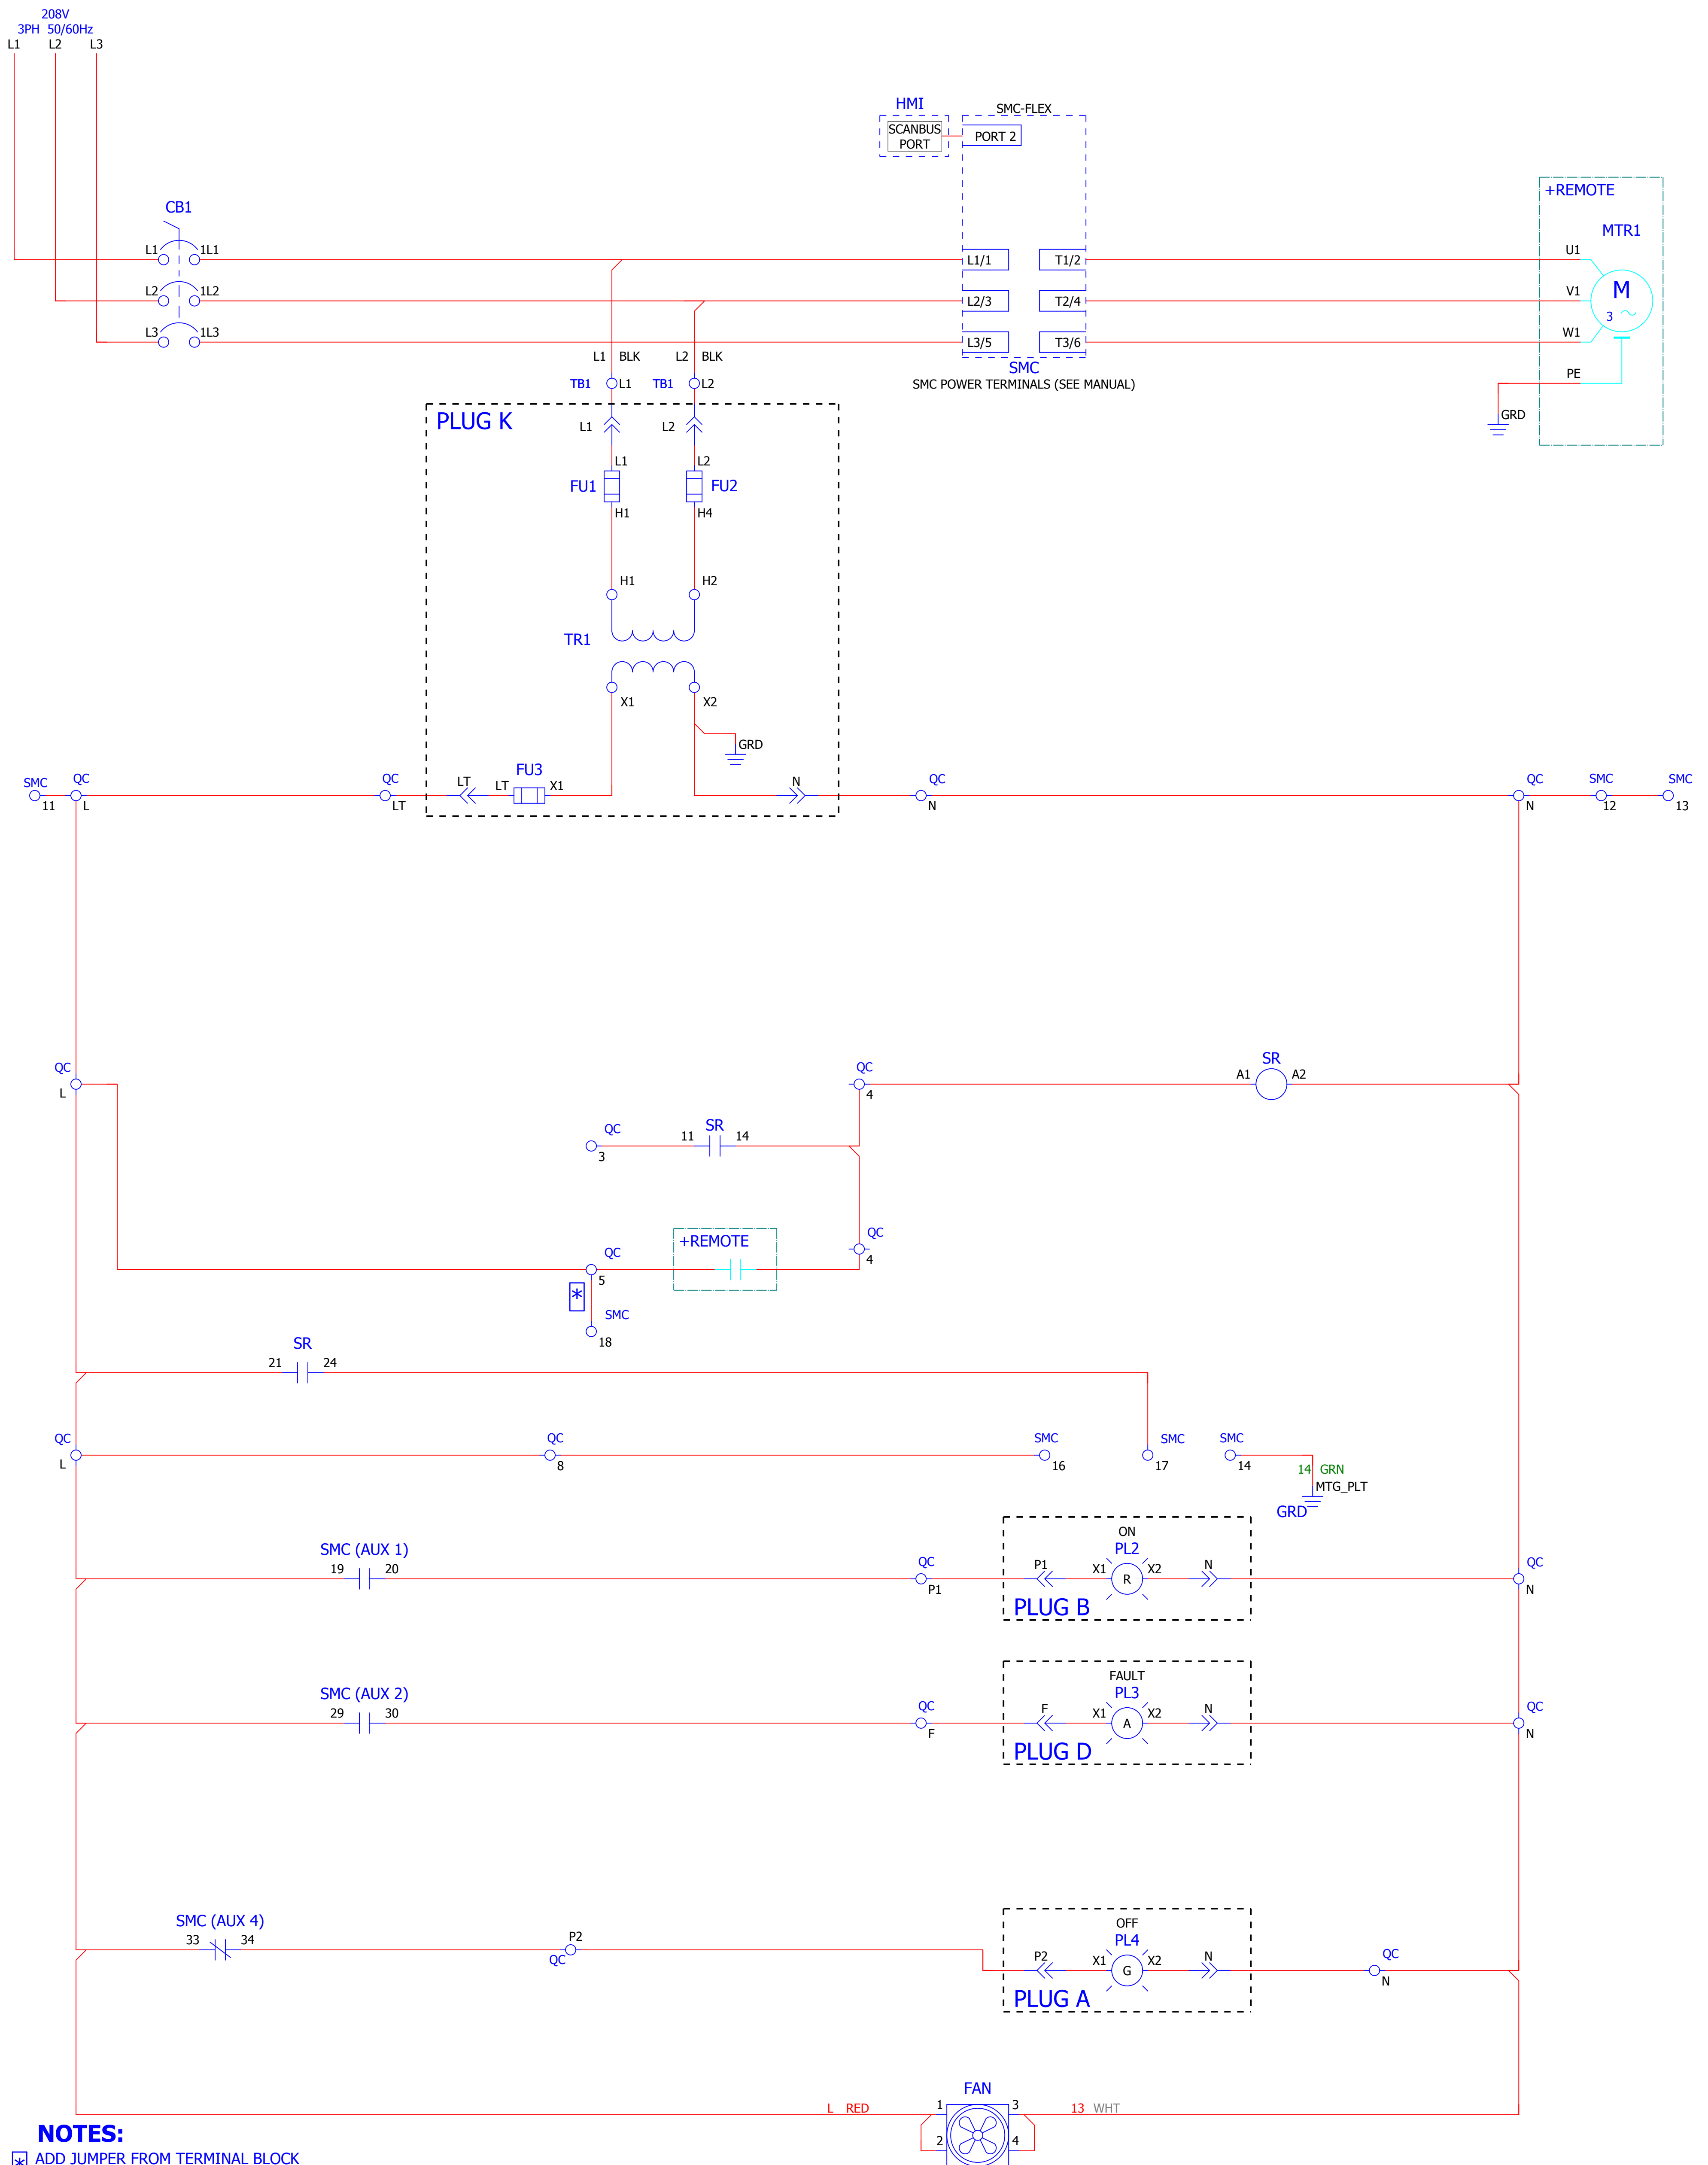 208V
3PH 50/60Hz
L1 L2 L3
HMI
SMC-FLEX
SCANBUS
PORT
PORT 2
+REMOTE
CB1
MTR1
L1 1L1
L1/1 T1/2
U1
L2 1L2
L2/3 T2/4
V1
M
3
L3 1L3
L3/5 T3/6
W1
L1 BLK L2 BLK
SMC
SMC POWER TERMINALS (SEE MANUAL)
PE
TB1 L1 TB1 L2
GRD
PLUG K
L1 L2
L1 L2
FU1 FU2
H1 H4
H1 H2
TR1
X1 X2
GRD
SMC QC QC FU3 QC QC SMC SMC
LT LT X1 N
11 L LT N N 12 13
QC QC SR
L 4 A1 A2
QC SR
11 14
3
QC +REMOTE QC
5 4
*
SMC
18
SR
21 24
QC QC SMC SMC SMC
L 8 16 17 14
14 GRN
MTG_PLT
GRD
ON
SMC (AUX 1) PL2
19 20 QC P1 X1 X2 N QC
R
P1 N
PLUG B
FAULT
SMC (AUX 2) PL3
29 30 QC F X1 X2 N QC
A
F N
PLUG D
OFF
SMC (AUX 4) PL4
33 34 P2 P2 X1 X2 N QC
QC
G
N
PLUG A
FAN
L RED 1 3 13 WHT
2 4
NOTES:
* ADD JUMPER FROM TERMINAL BLOCK